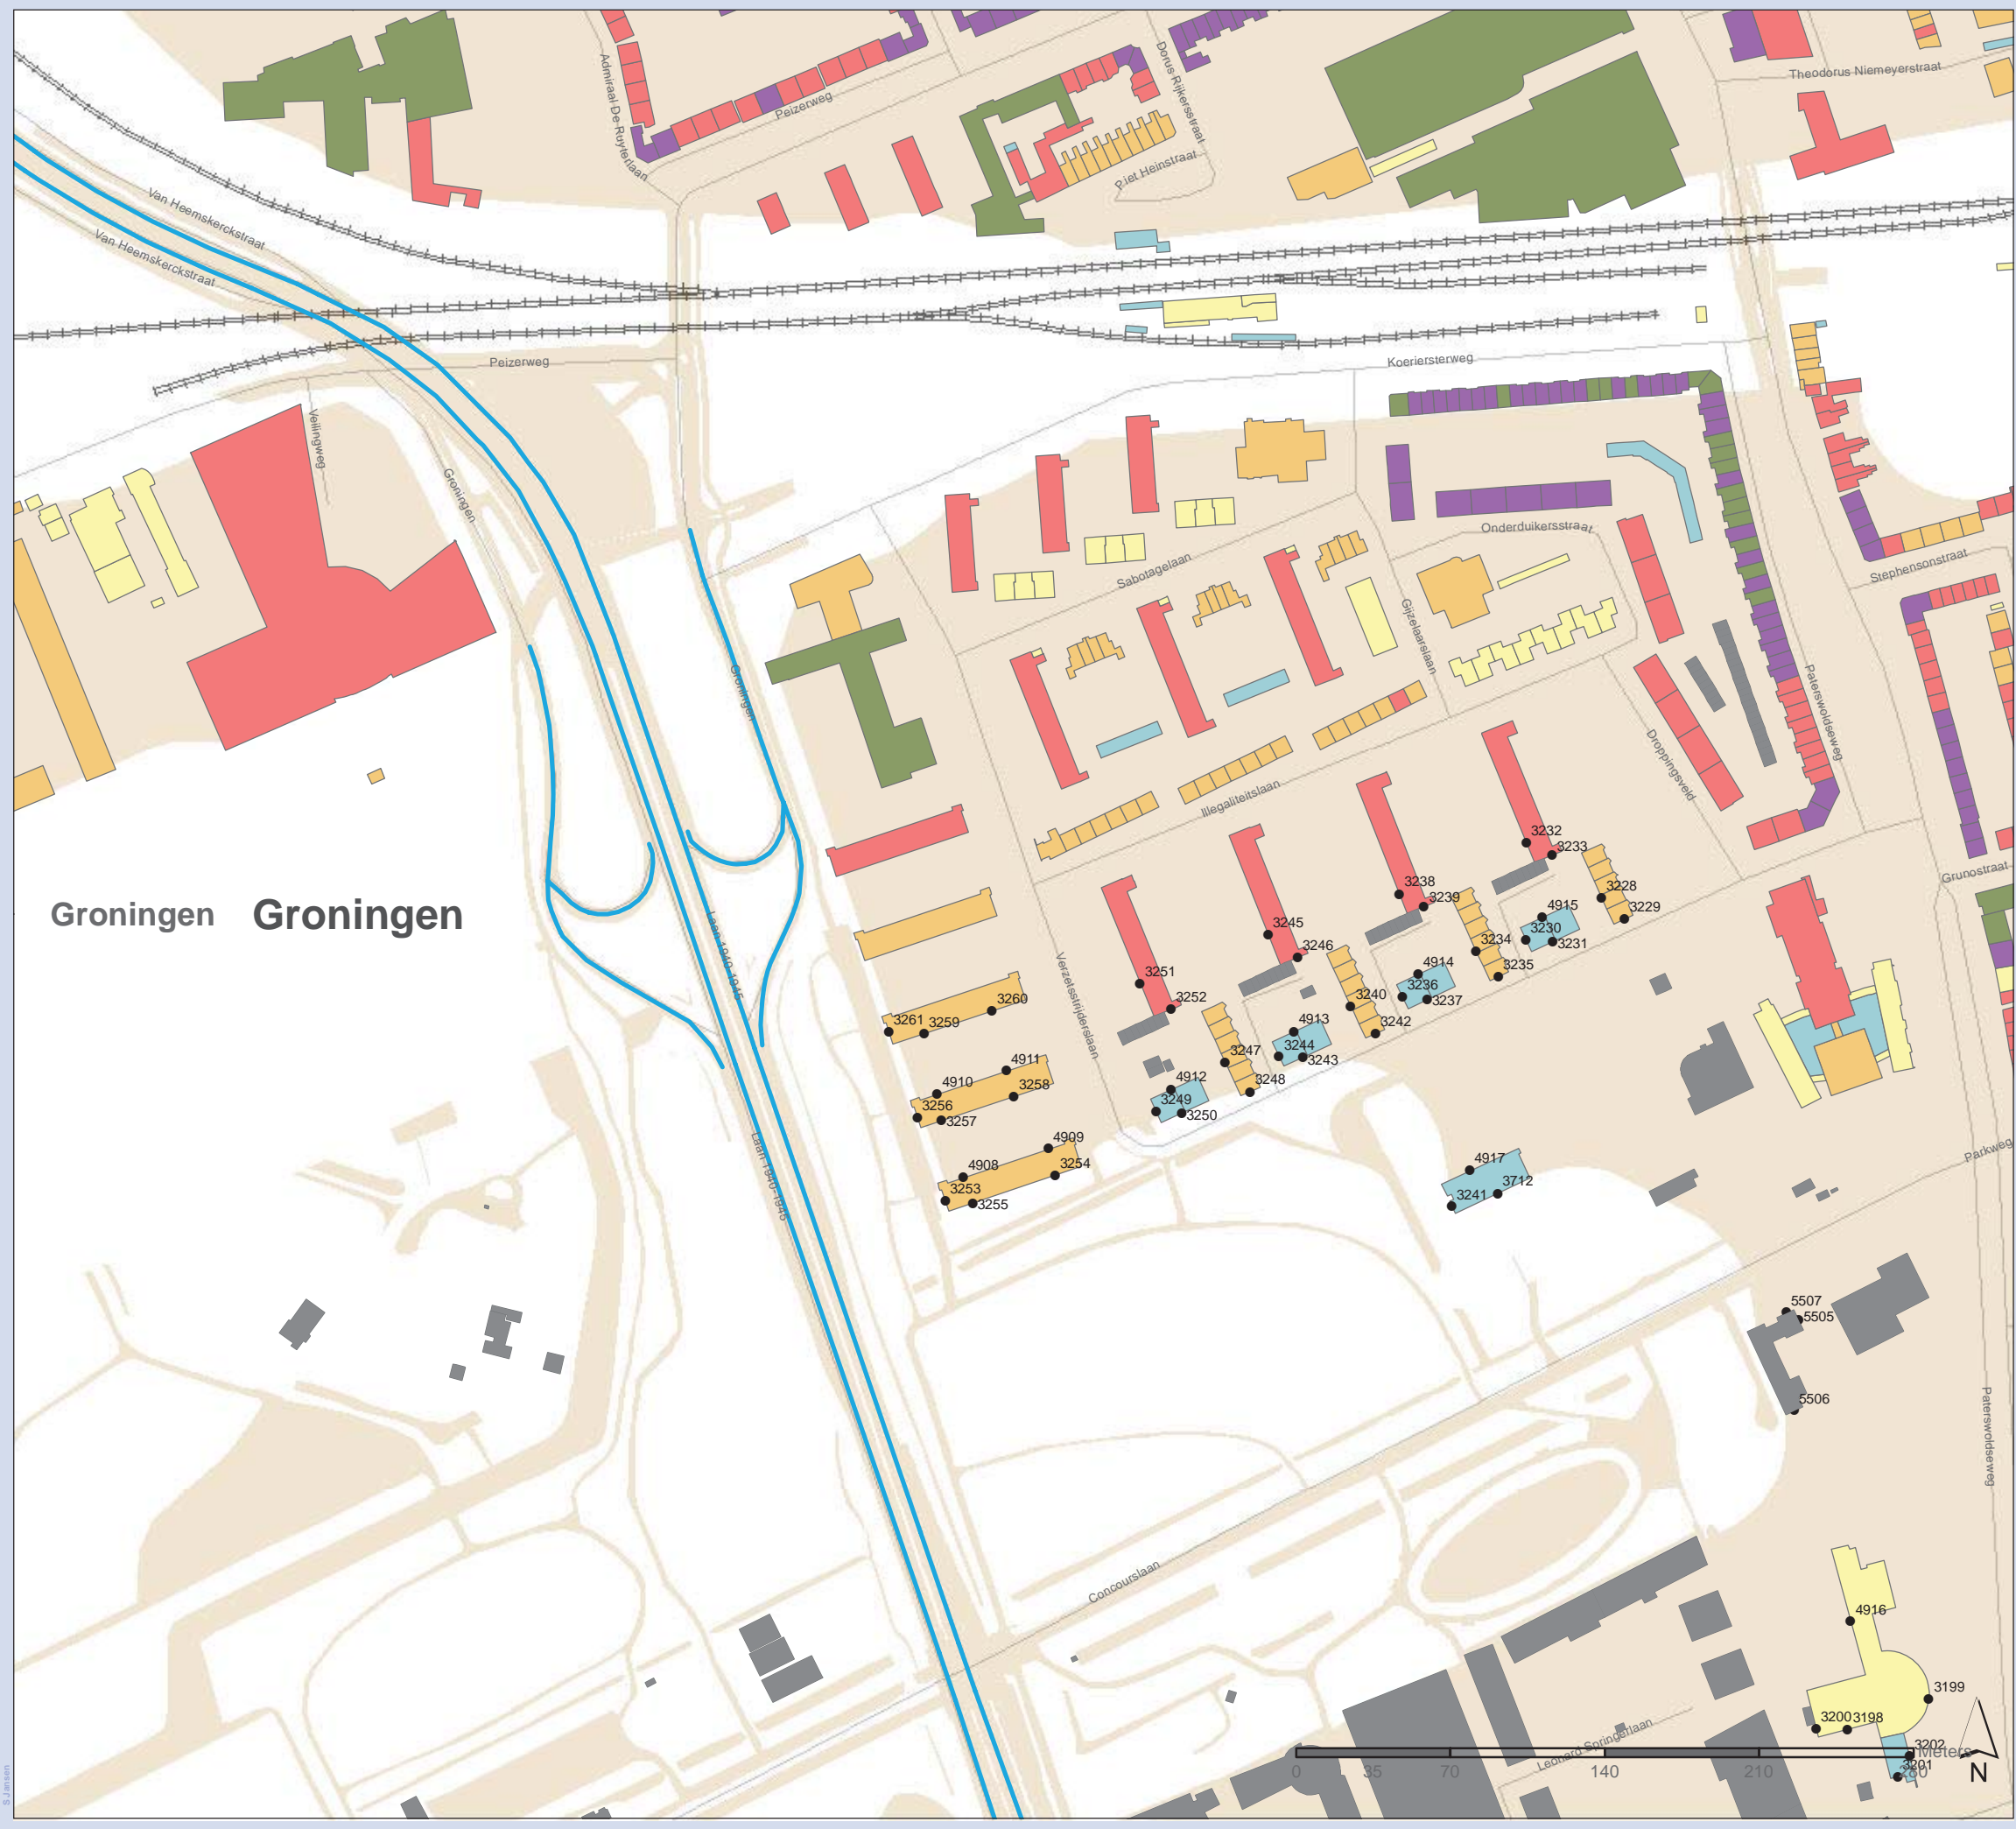 Theodorus Niemeyerstraat
Admiraal De Ruyterlaan
Peizerweg
Dorus Rijkersstraat
Piet Heinstraat
Van Heemskerckstraat
Van Heemskerckstraat
Peizerweg
Koeriersterweg
Veilingweg
Groningen
Onderduikersstraat
Sabotagelaan
Stephensonstraat
Gijzelaarslaan
Groningen
Paterswoldseweg
Droppingsveld
Illegaliteitslaan
3232
3233
Grunostraat
3238
3239
3228
3229
4915
3230
3231
Groningen
Groningen
3245
3246
3234
3235
Laan 1940-1945
Verzetsstrijderslaan
3251
3252
4914
3236
3237
3260
3261
3259
3240
3242
4913
3244
3243
3247
3248
4911
4910
3258
3256
3257
4912
3249
3250
Laan 1940-1945
4909
4908
3254
3253
3255
4917
3712
3241
Parkweg
5507
5505
5506
Paterswoldseweg
Concourslaan
4916
3199
3200
3198
3202
3201
Leonard Springerlaan
Meters
0 35 70 140 210 280
N
S Jansen